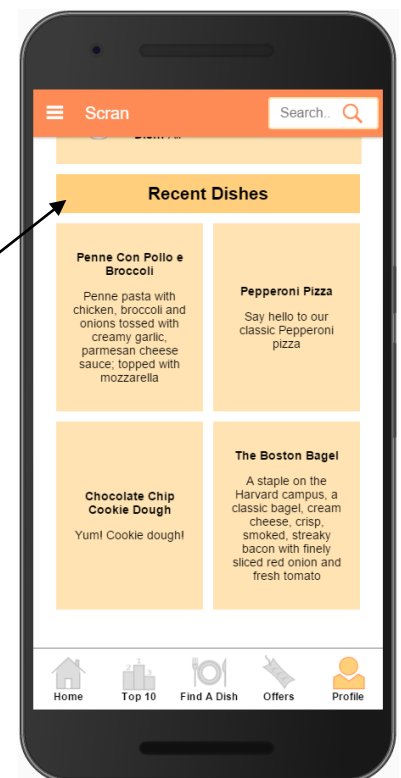 Scran
Search..
Recent Dishes
Penne Con Pollo e
Broccoli
Penne pasta with
chicken, broccoli and
onions tossed with
creamy garlic,
parmesan cheese
sauce; topped with
mozzarella
Pepperoni Pizza
Say hello to our
classic Pepperoni
pizza
Chocolate Chip
Cookie Dough
Yum! Cookie dough!
The Boston Bagel
A staple on the
Harvard campus, a
classic bagel, cream
cheese, crisp,
smoked, streaky
bacon with finely
sliced red onion and
fresh tomato
Home
Top 10
Find A Dish
Offers
Profile